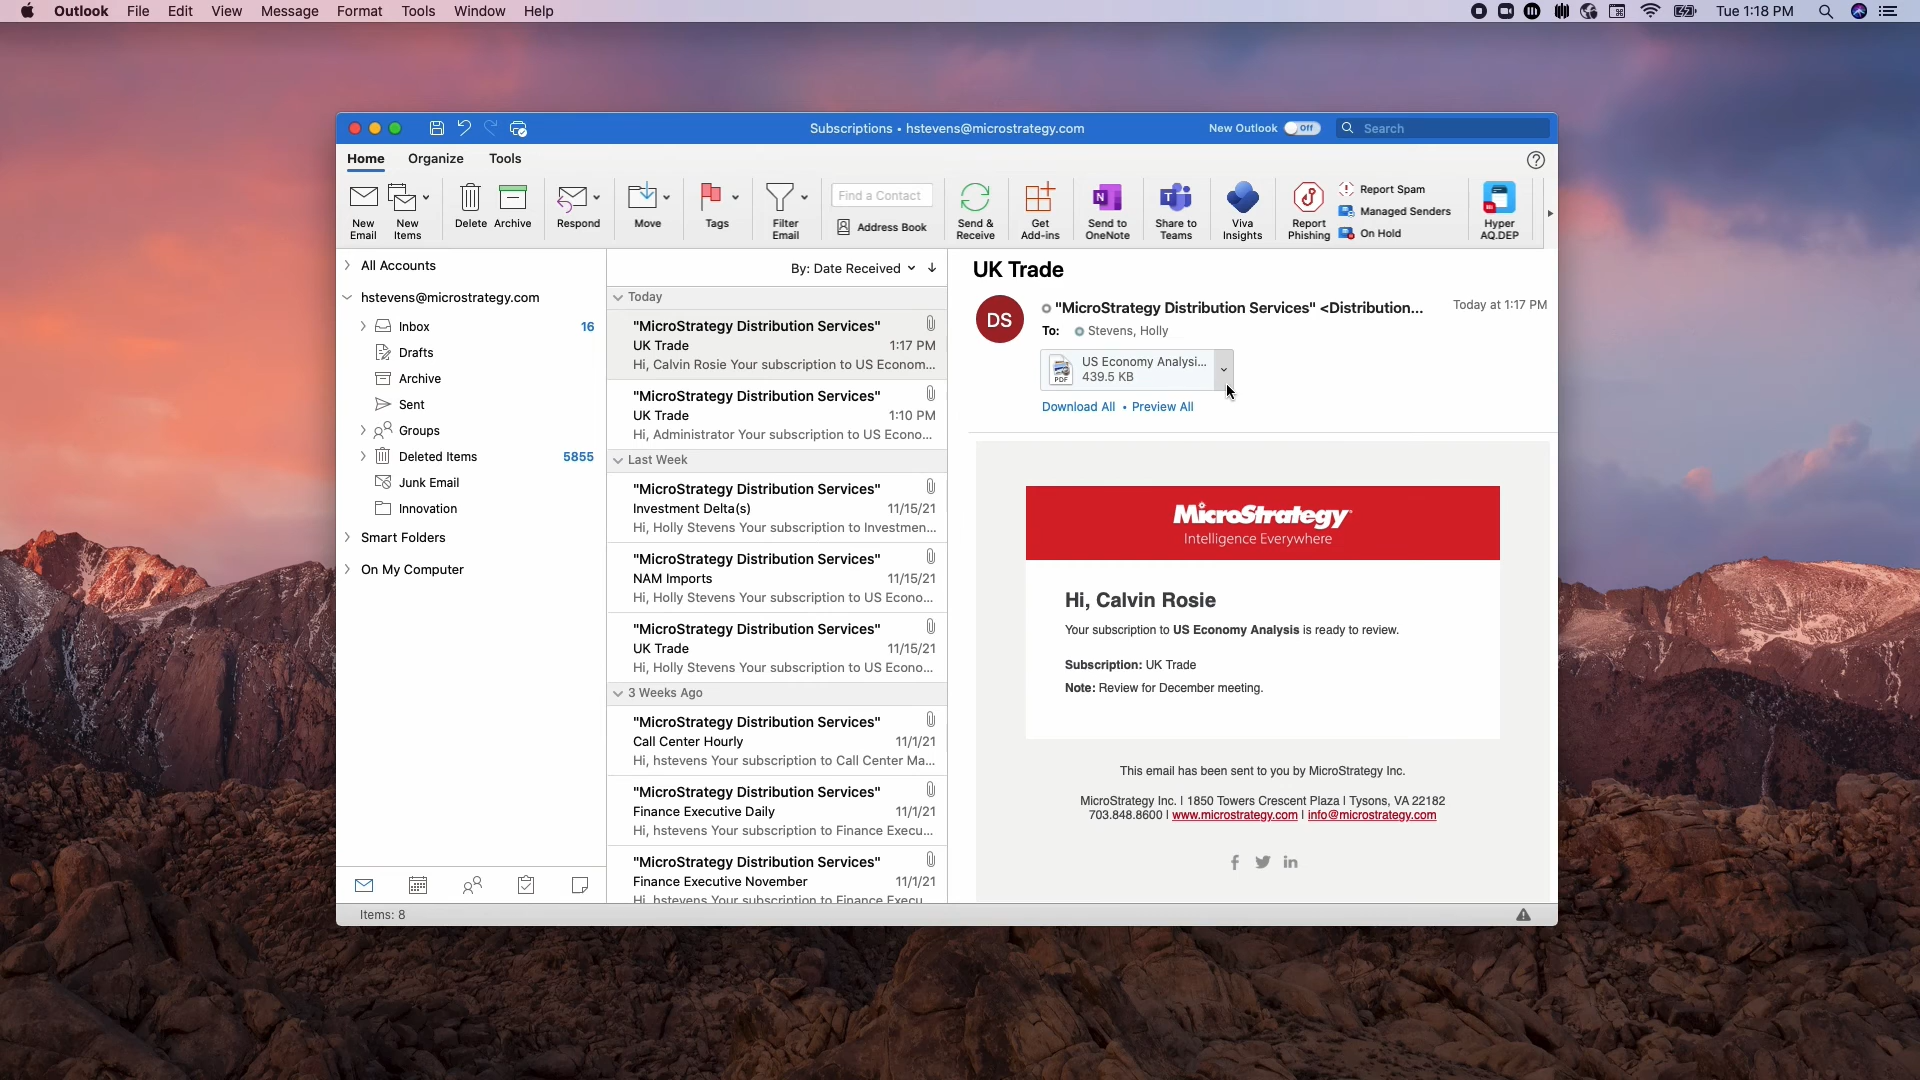 Outlook File Edit View Message Format Tools Window Help
Tue 1:18 PM
Subscriptions • hstevens@microstrategy.com
New Outlook Off
Search
Home Organize Tools
New Email
New Items
Delete
Archive
Respond
Move
Tags
Filter Email
Find a Contact
Address Book
Send & Receive
Get Add-ins
Send to OneNote
Share to Teams
Viva Insights
Report Phishing
Report Spam
Managed Senders
On Hold
Hyper AQ.DEP
All Accounts
hstevens@microstrategy.com
Inbox 16
Drafts
Archive
Sent
Groups
Deleted Items 5855
Junk Email
Innovation
Smart Folders
On My Computer
Items: 8
By: Date Received
Today
"MicroStrategy Distribution Services"
UK Trade 1:17 PM
Hi, Calvin Rosie Your subscription to US Econom...
"MicroStrategy Distribution Services"
UK Trade 1:10 PM
Hi, Administrator Your subscription to US Econo...
Last Week
"MicroStrategy Distribution Services"
Investment Delta(s) 11/15/21
Hi, Holly Stevens Your subscription to Investmen...
"MicroStrategy Distribution Services"
NAM Imports 11/15/21
Hi, Holly Stevens Your subscription to US Econo...
"MicroStrategy Distribution Services"
UK Trade 11/15/21
Hi, Holly Stevens Your subscription to US Econo...
3 Weeks Ago
"MicroStrategy Distribution Services"
Call Center Hourly 11/1/21
Hi, hstevens Your subscription to Call Center Ma...
"MicroStrategy Distribution Services"
Finance Executive Daily 11/1/21
Hi, hstevens Your subscription to Finance Execu...
"MicroStrategy Distribution Services"
Finance Executive November 11/1/21
Hi, hstevens Your subscription to Finance Execu
UK Trade
DS
"MicroStrategy Distribution Services" <Distribution...
Today at 1:17 PM
To: Stevens, Holly
PDF
US Economy Analysi...
439.5 KB
Download All • Preview All
MicroStrategy
Intelligence Everywhere
Hi, Calvin Rosie
Your subscription to US Economy Analysis is ready to review.
Subscription: UK Trade
Note: Review for December meeting.
This email has been sent to you by MicroStrategy Inc.
MicroStrategy Inc. | 1850 Towers Crescent Plaza | Tysons, VA 22182
703.848.8600 | www.microstrategy.com | info@microstrategy.com